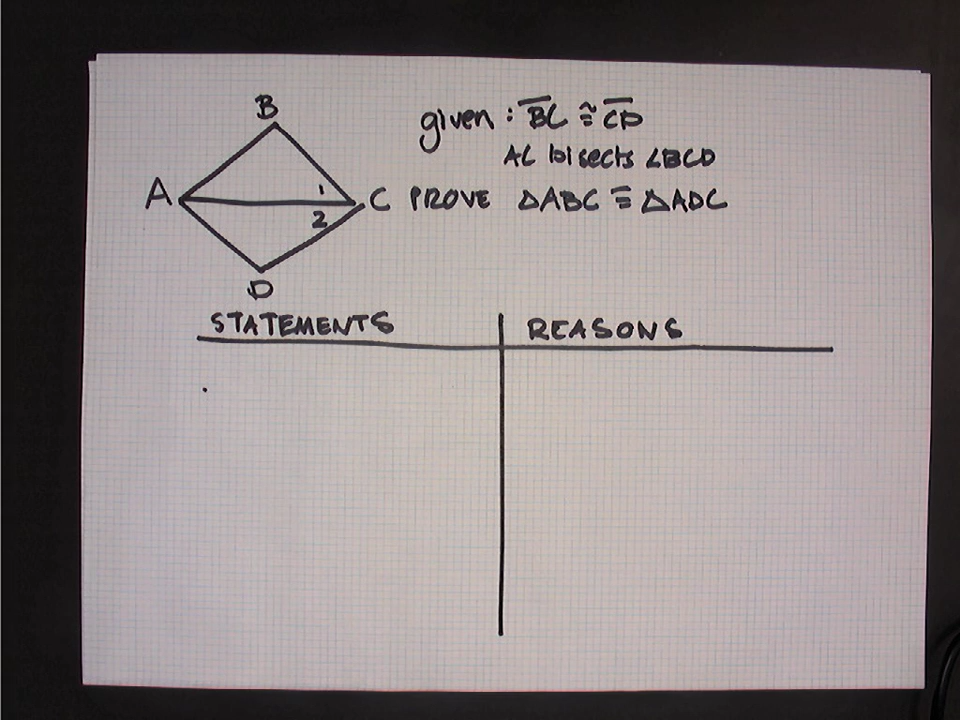 B
given : BC ≅ CD
AC bisects ∠BCD
A 1 C PROVE △ABC ≅ △ADC
2
D
STATEMENTS REASONS